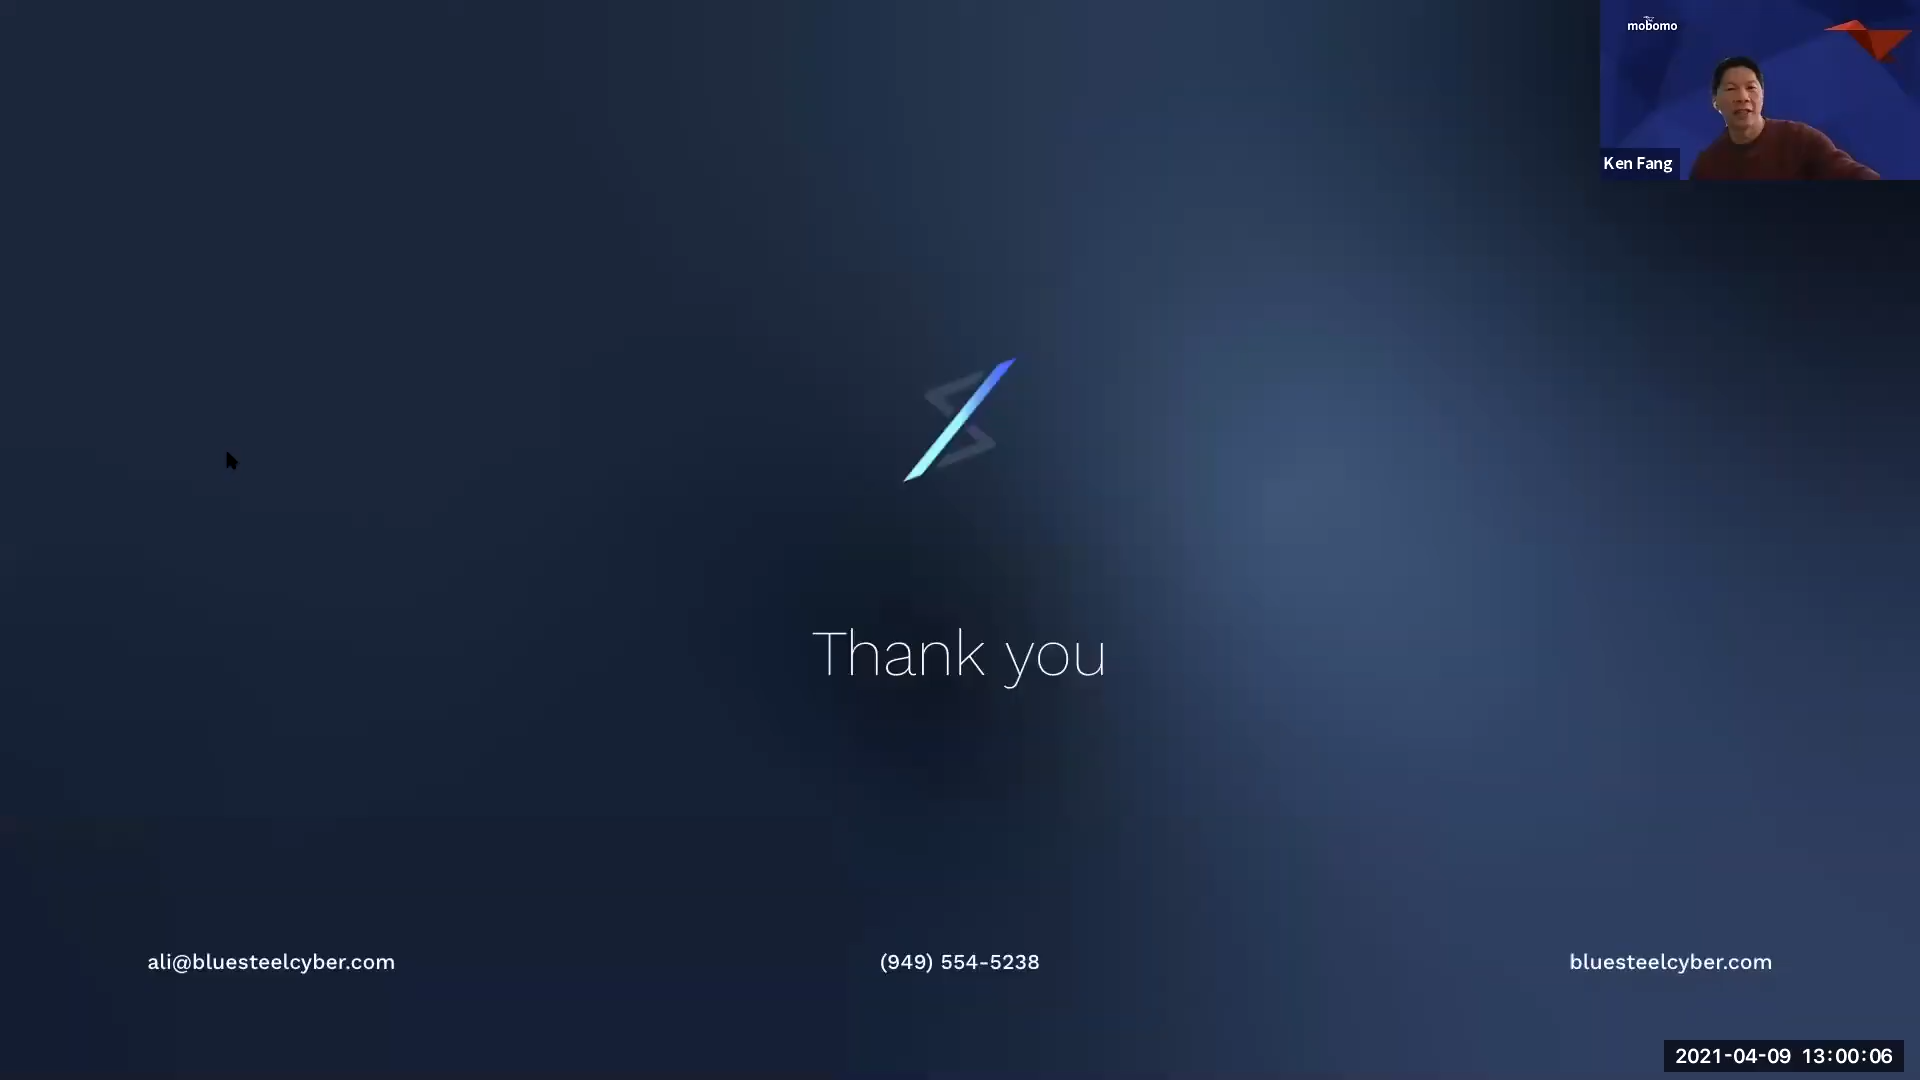 mobomo
Ken Fang
Thank you
ali@bluesteelcyber.com
(949) 554-5238
bluesteelcyber.com
2021-04-09 13:00:06